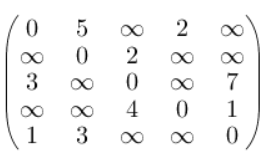 0 5 ∞ 2 ∞
∞ 0 2 ∞ ∞
3 ∞ 0 ∞ 7
∞ ∞ 4 0 1
1 3 ∞ ∞ 0